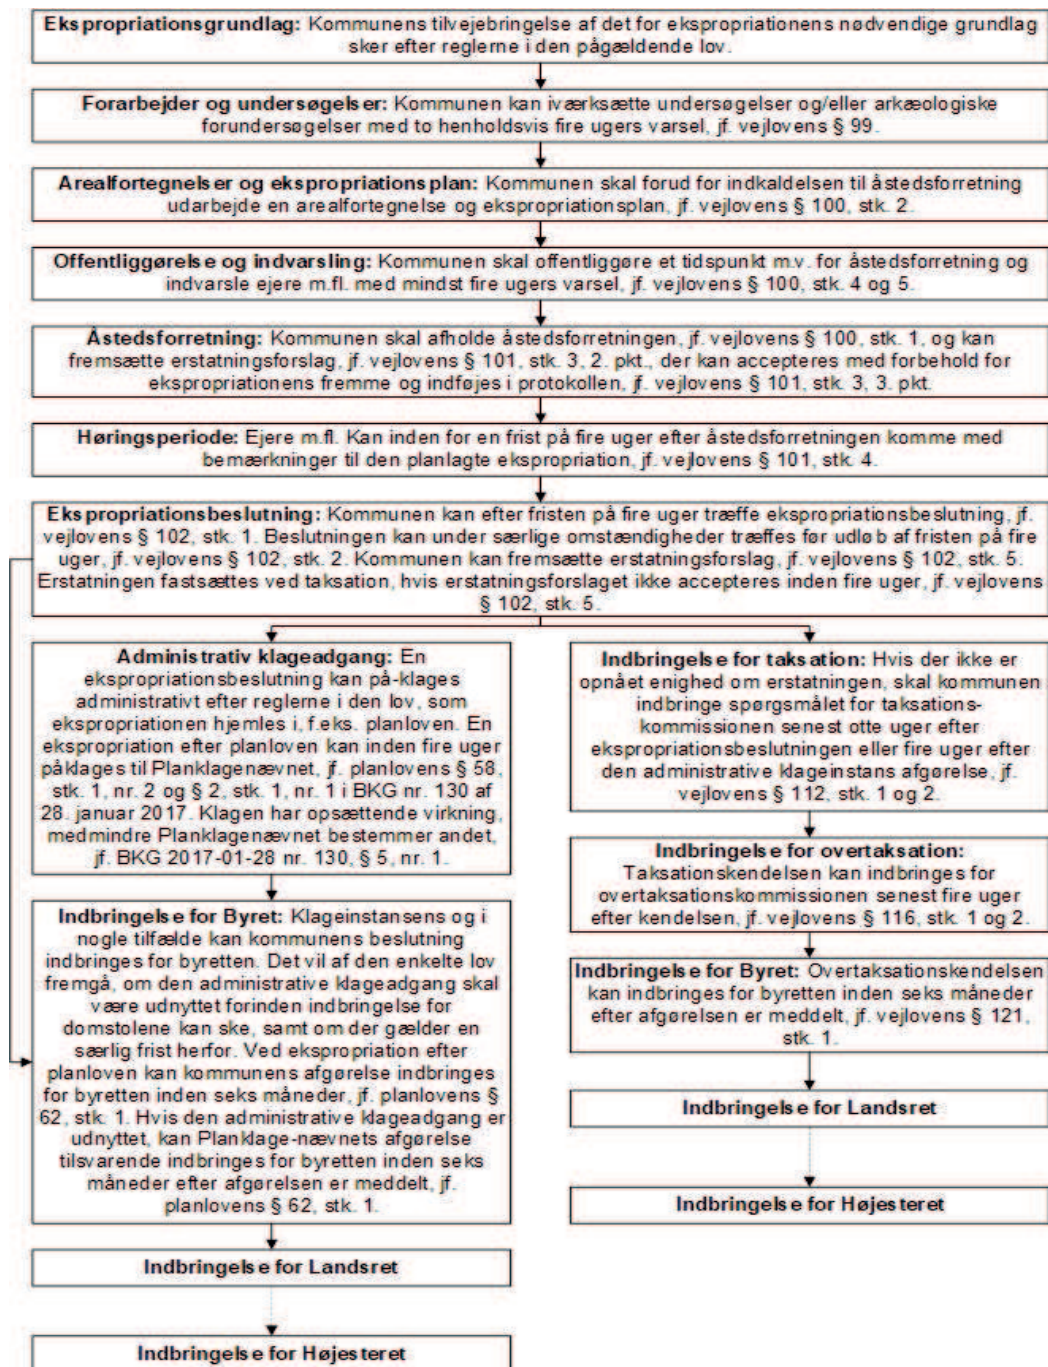 Ekspropriationsgrundlag: Kommunens tilvejebringelse af det for ekspropriationens nødvendige grundlag
sker efter reglerne i den pågældende lov.
Forarbejder og undersøgelser: Kommunen kan iværksætte undersøgelser og/eller arkæologiske
forundersøgelser med to henholdsvis fire ugers varsel, jf. vejlovens § 99.
Arealfortegnelser og ekspropriationsplan: Kommunen skal forud for indkaldelsen til åstedsforretning
udarbejde en arealfortegnelse og ekspropriationsplan, jf. vejlovens § 100, stk. 2.
Offentliggørelse og indvarsling: Kommunen skal offentliggøre et tidspunkt m.v. for åstedsforretning og
indvarsle ejere m.fl. med mindst fire ugers varsel, jf. vejlovens § 100, stk. 4 og 5.
Åstedsforretning: Kommunen skal afholde åstedsforretningen, jf. vejlovens § 100, stk. 1, og kan
fremsætte erstatningsforslag, jf. vejlovens § 101, stk. 3, 2. pkt., der kan accepteres med forbehold for
ekspropriationens fremme og indføjes i protokollen, jf. vejlovens § 101, stk. 3, 3. pkt.
Høringsperiode: Ejere m.fl. Kan inden for en frist på fire uger efter åstedsforretningen komme med
bemærkninger til den planlagte ekspropriation, jf. vejlovens § 101, stk. 4.
Ekspropriationsbeslutning: Kommunen kan efter fristen på fire uger træffe ekspropriationsbeslutning, jf.
vejlovens § 102, stk. 1. Beslutningen kan under særlige omstændigheder træffes før udløb af fristen på fire
uger, jf. vejlovens § 102, stk. 2. Kommunen kan fremsætte erstatningsforslag, jf. vejlovens § 102, stk. 5.
Erstatningen fastsættes ved taksation, hvis erstatningsforslaget ikke accepteres inden fire uger, jf. vejlovens
§ 102, stk. 5.
Administrativ klageadgang: En
ekspropriationsbeslutning kan på-klages
administrativt efter reglerne i den lov, som
ekspropriationen hjemles i, f.eks. planloven. En
ekspropriation efter planloven kan inden fire uger
påklages til Planklagenævnet, jf. planlovens § 58,
stk. 1, nr. 2 og § 2, stk. 1, nr. 1 i BKG nr. 130 af
28. januar 2017. Klagen har opsættende virkning,
medmindre Planklagenævnet bestemmer andet,
jf. BKG 2017-01-28 nr. 130, § 5, nr. 1.
Indbringelse for Byret: Klageinstansens og i
nogle tilfælde kan kommunens beslutning
indbringes for byretten. Det vil af den enkelte lov
fremgå, om den administrative klageadgang skal
være udnyttet forinden indbringelse for
domstolene kan ske, samt om der gælder en
særlig frist herfor. Ved ekspropriation efter
planloven kan kommunens afgørelse indbringes
for byretten inden seks måneder, jf. planlovens §
62, stk. 1. Hvis den administrative klageadgang er
udnyttet, kan Planklage-nævnets afgørelse
tilsvarende indbringes for byretten inden seks
måneder efter afgørelsen er meddelt, jf.
planlovens § 62, stk. 1.
Indbringelse for Landsret
Indbringelse for Højesteret
Indbringelse for taksation: Hvis der ikke er
opnået enighed om erstatningen, skal kommunen
indbringe spørgsmålet for taksations-
kommissionen senest otte uger efter
ekspropriationsbeslutningen eller fire uger efter
den administrative klageinstans afgørelse, jf.
vejlovens § 112, stk. 1 og 2.
Indbringelse for overtaksation:
Taksationskendelsen kan indbringes for
overtaksationskommissionen senest fire uger
efter kendelsen, jf. vejlovens § 116, stk. 1 og 2.
Indbringelse for Byret: Overtaksationskendelsen
kan indbringes for byretten inden seks måneder
efter afgørelsen er meddelt, jf. vejlovens § 121,
stk. 1.
Indbringelse for Landsret
Indbringelse for Højesteret